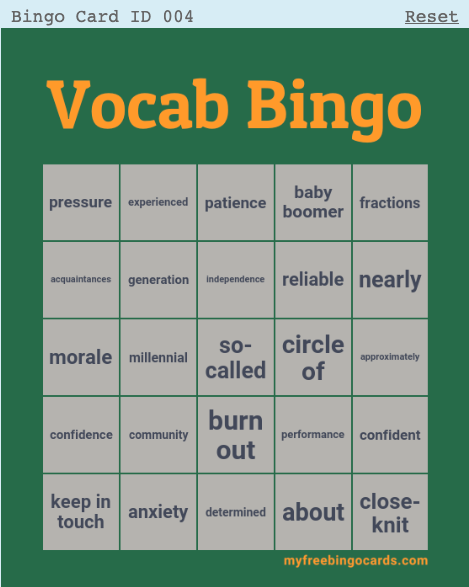 Bingo Card ID 004 Reset
Vocab Bingo
pressure experienced patience baby boomer fractions
acquaintances generation independence reliable nearly
morale millennial so-called circle of approximately
confidence community burn out performance confident
keep in touch anxiety determined about close-knit
myfreebingocards.com